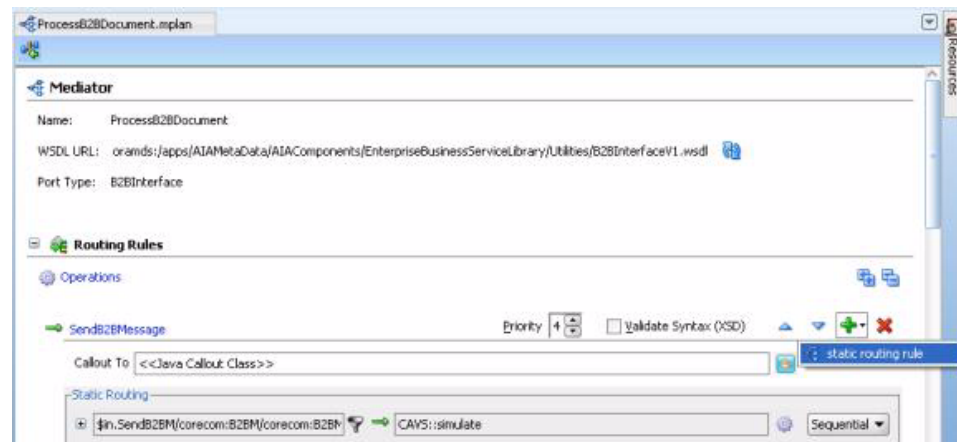 ProcessB2BDocument.mplan
Resources
Mediator
Name: ProcessB2BDocument
WSDL URL: oramds:/apps/AIAMetaData/AIAComponents/EnterpriseBusinessServiceLibrary/Utilities/B2BInterfaceV1.wsdl
Port Type: B2BInterface
Routing Rules
Operations
SendB2BMessage Priority 4 Validate Syntax (XSD)
static routing rule
Callout To <<Java Callout Class>>
Static Routing
$in.SendB2BM/corecom:B2BM/corecom:B2BM CAVS::simulate Sequential